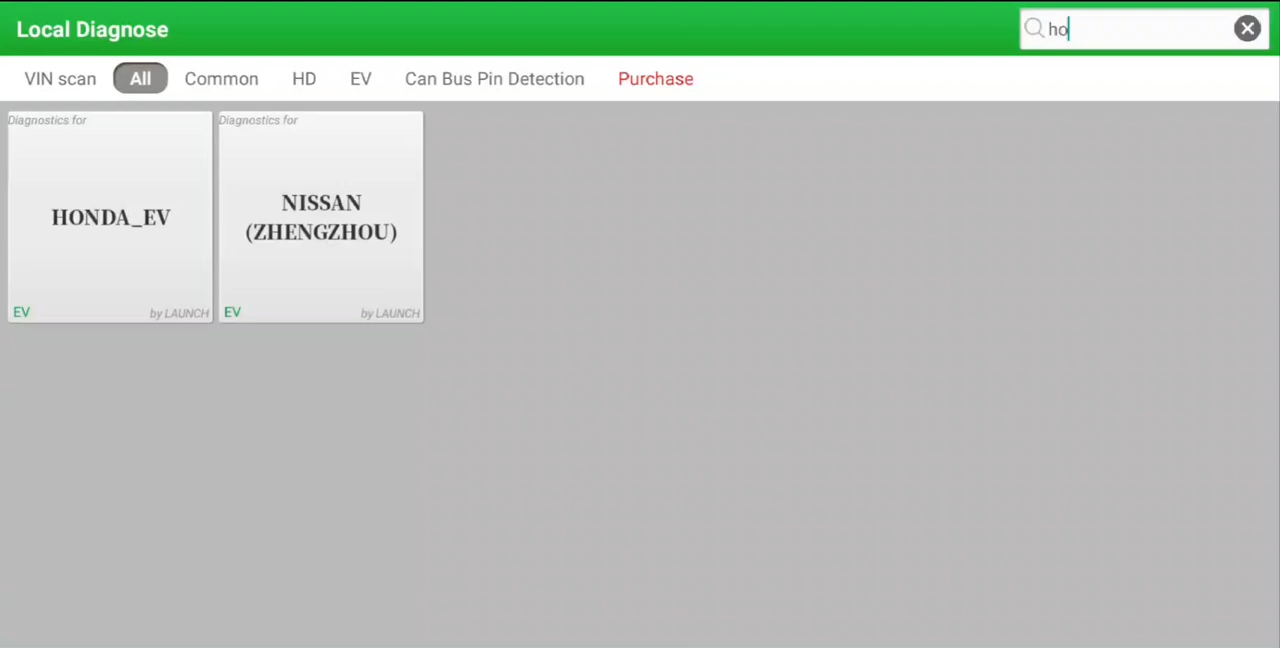 Local Diagnose
ho
VIN scan
All
Common
HD
EV
Can Bus Pin Detection
Purchase
Diagnostics for
HONDA_EV
EV
by LAUNCH
Diagnostics for
NISSAN
(ZHENGZHOU)
EV
by LAUNCH